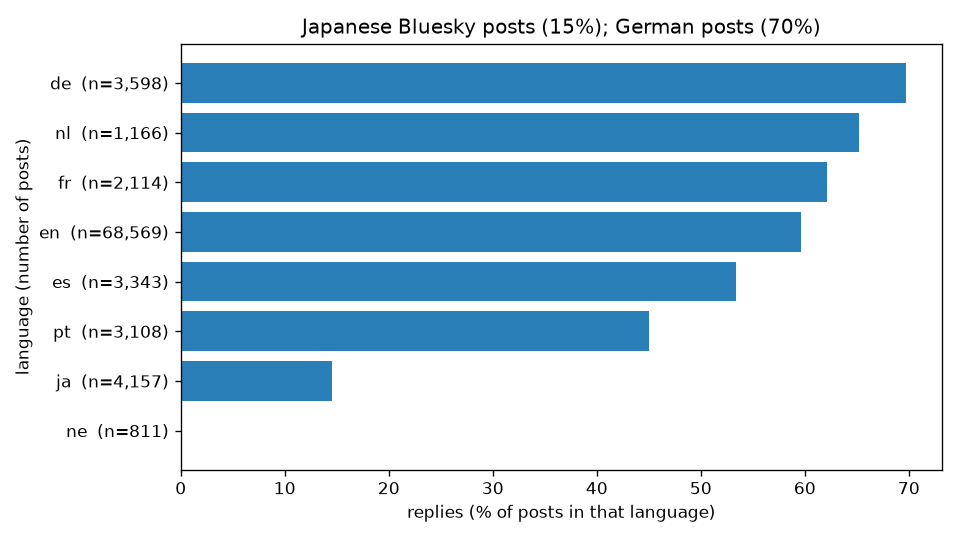 Japanese Bluesky posts (15%); German posts (70%)
language (number of posts)
de (n=3,598)
nl (n=1,166)
fr (n=2,114)
en (n=68,569)
es (n=3,343)
pt (n=3,108)
ja (n=4,157)
ne (n=811)
0 10 20 30 40 50 60 70
replies (% of posts in that language)